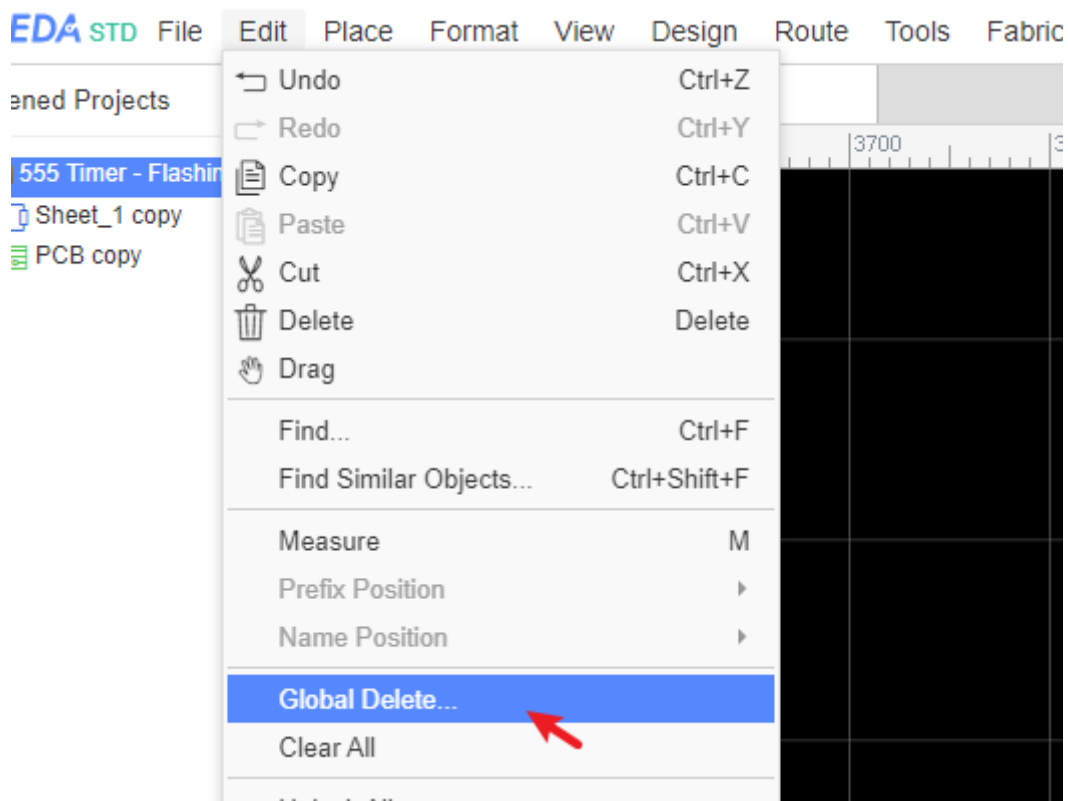 EDA STD File Edit Place Format View Design Route Tools Fabric
ened Projects
555 Timer - Flashin
Sheet_1 copy
PCB copy
Undo Ctrl+Z
Redo Ctrl+Y
Copy Ctrl+C
Paste Ctrl+V
Cut Ctrl+X
Delete Delete
Drag
Find... Ctrl+F
Find Similar Objects... Ctrl+Shift+F
Measure M
Prefix Position
Name Position
Global Delete...
Clear All
3700